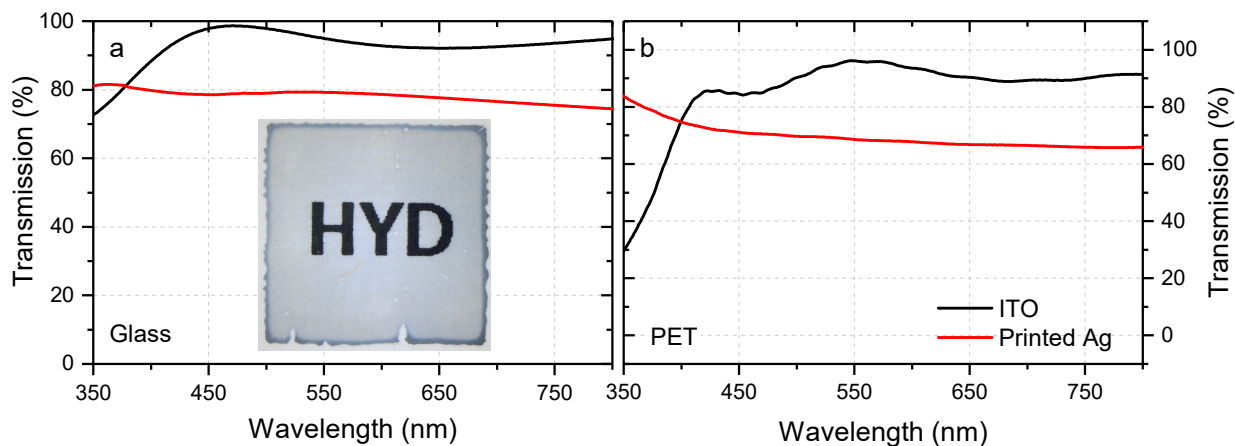 a
100
80
60
40
20
0
Transmission (%)
Glass
HYD
350 450 550 650 750
Wavelength (nm)
b
100
80
60
40
20
0
Transmission (%)
PET
ITO
Printed Ag
350 450 550 650 750
Wavelength (nm)